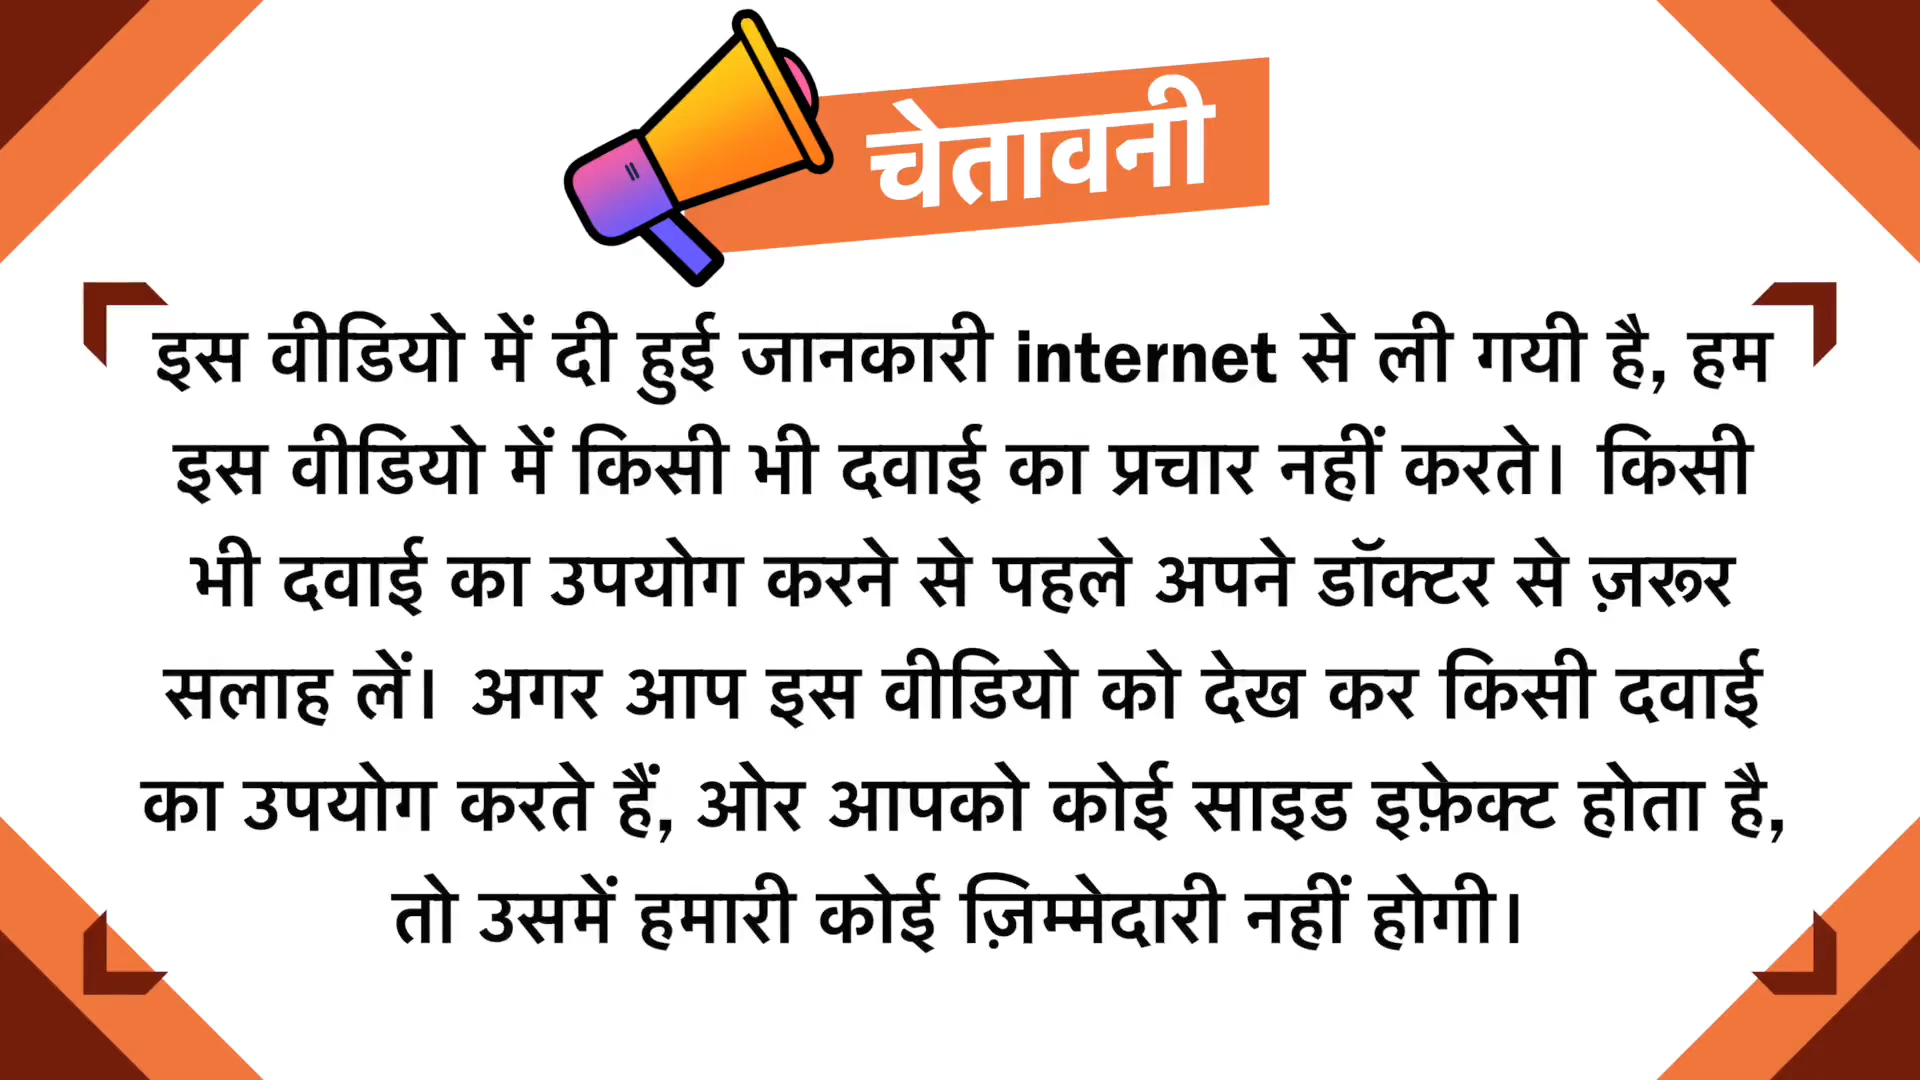 चेतावनी
इस वीडियो में दी हुई जानकारी internet से ली गयी है, हम
इस वीडियो में किसी भी दवाई का प्रचार नहीं करते। किसी
भी दवाई का उपयोग करने से पहले अपने डॉक्टर से ज़रूर
सलाह लें। अगर आप इस वीडियो को देख कर किसी दवाई
का उपयोग करते हैं, ओर आपको कोई साइड इफ़ेक्ट होता है,
तो उसमें हमारी कोई ज़िम्मेदारी नहीं होगी।